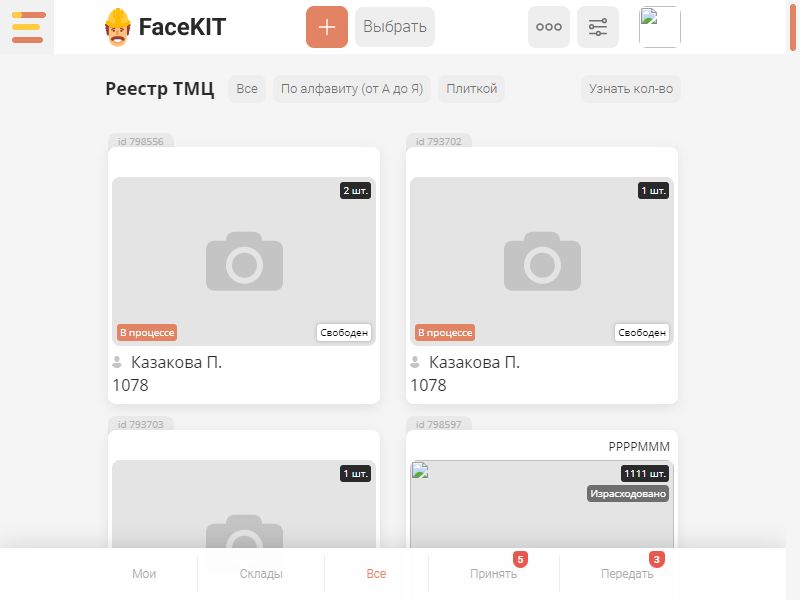 FaceKIT
Выбрать
Реестр ТМЦ
Все
По алфавиту (от А до Я)
Плиткой
Узнать кол-во
id 798556
2 шт.
В процессе
Свободен
Казакова П.
1078
id 793702
1 шт.
В процессе
Свободен
Казакова П.
1078
id 793703
1 шт.
id 798597
РРРРМММ
1111 шт.
Израсходовано
Мои
Склады
Все
Принять
5
Передать
3